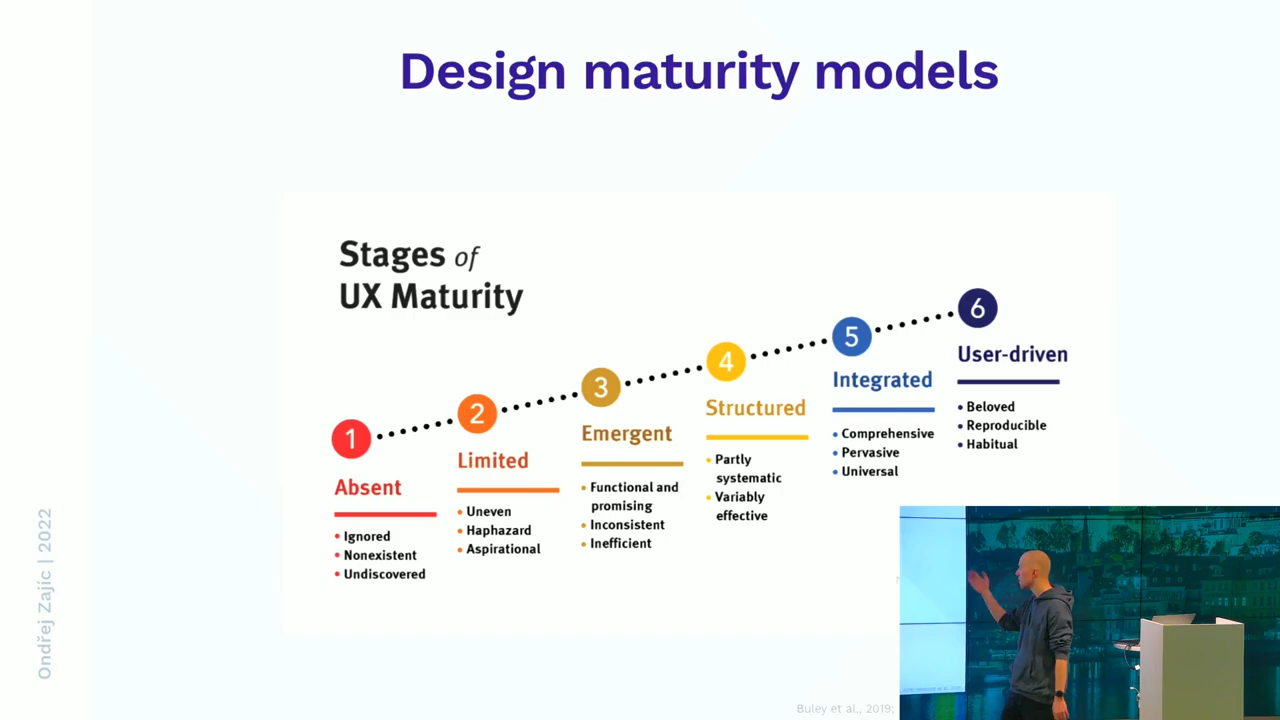 Design maturity models
Stages of
UX Maturity
1
Absent
• Ignored
• Nonexistent
• Undiscovered
2
Limited
• Uneven
• Haphazard
• Aspirational
3
Emergent
• Functional and
promising
• Inconsistent
• Inefficient
4
Structured
• Partly
systematic
• Variably
effective
5
Integrated
• Comprehensive
• Pervasive
• Universal
6
User-driven
• Beloved
• Reproducible
• Habitual
Ondřej Zajíc | 2022
Buley et al., 2019;